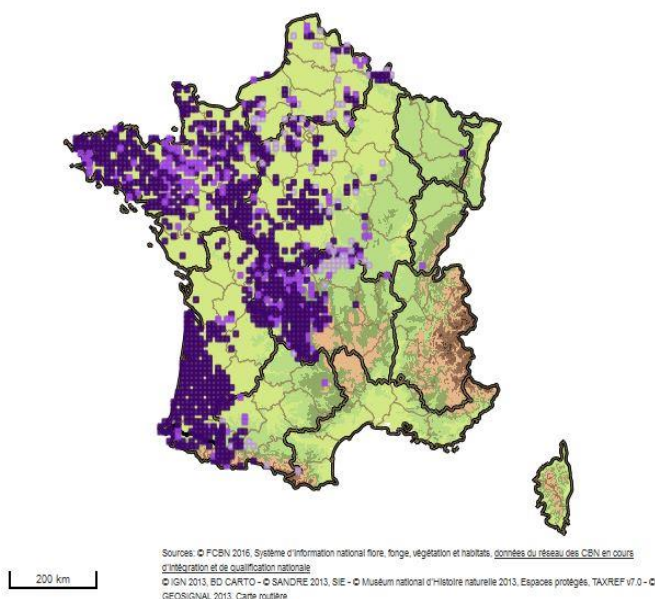 Sources: © FCBN 2016, Système d'information national flore, fonge, végétation et habitats, données du réseau des CBN en cours
d'intégration et de qualification nationale
© IGN 2013, BD CARTO - © SANDRE 2013, SIE - © Muséum national d'Histoire naturelle 2013, Espaces protégés, TAXREF v7.0 - ©
GEOSIGNAL 2013, Carte routière
200 km